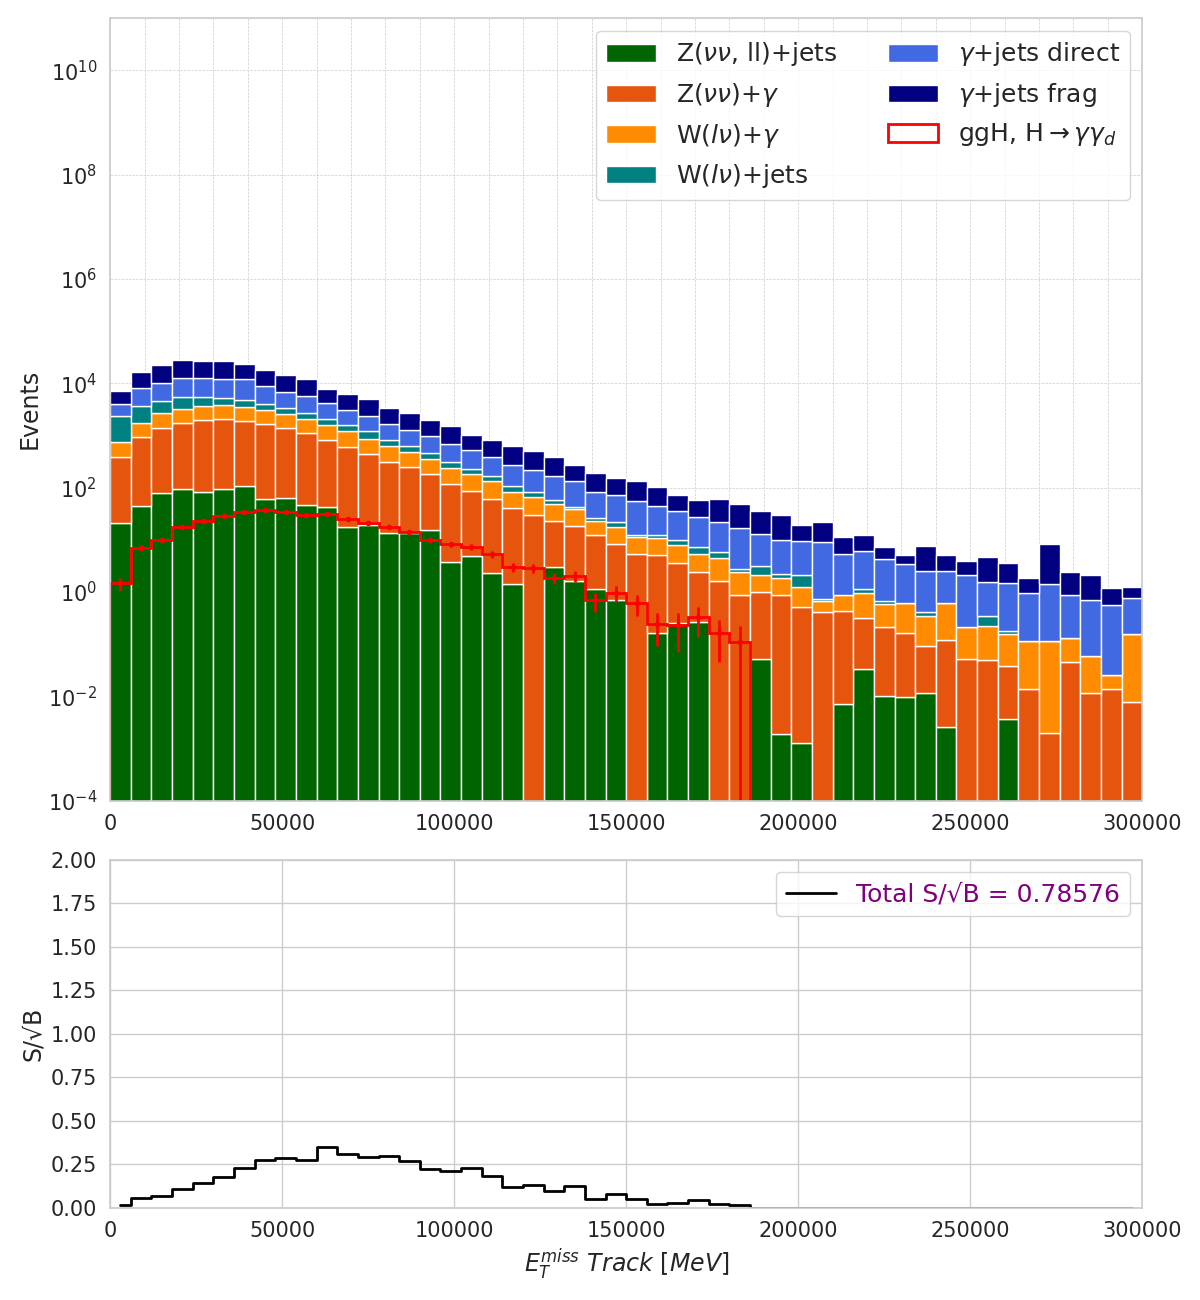 Z(νν, ll)+jets
Z(νν)+γ
W(lν)+γ
W(lν)+jets
γ+jets direct
γ+jets frag
ggH, H→γγ_d
Events
10^10
10^8
10^6
10^4
10^2
10^0
10^−2
10^−4
0 50000 100000 150000 200000 250000 300000
Total S/√B = 0.78576
S/√B
2.00
1.75
1.50
1.25
1.00
0.75
0.50
0.25
0.00
0 50000 100000 150000 200000 250000 300000
E_T^miss Track [MeV]